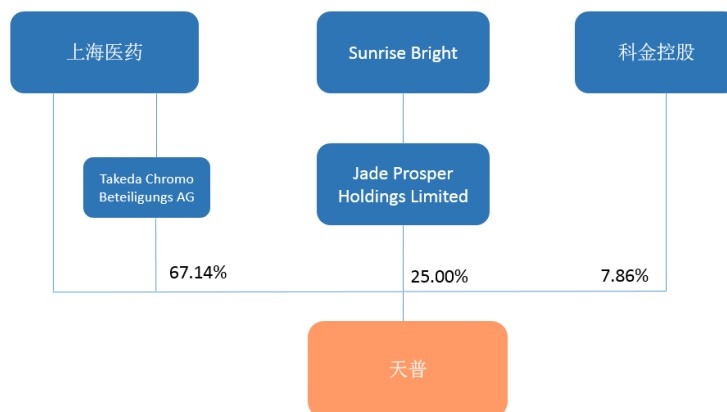 上海医药
Sunrise Bright
科金控股
Takeda Chromo
Beteiligungs AG
Jade Prosper
Holdings Limited
67.14%
25.00%
7.86%
天普